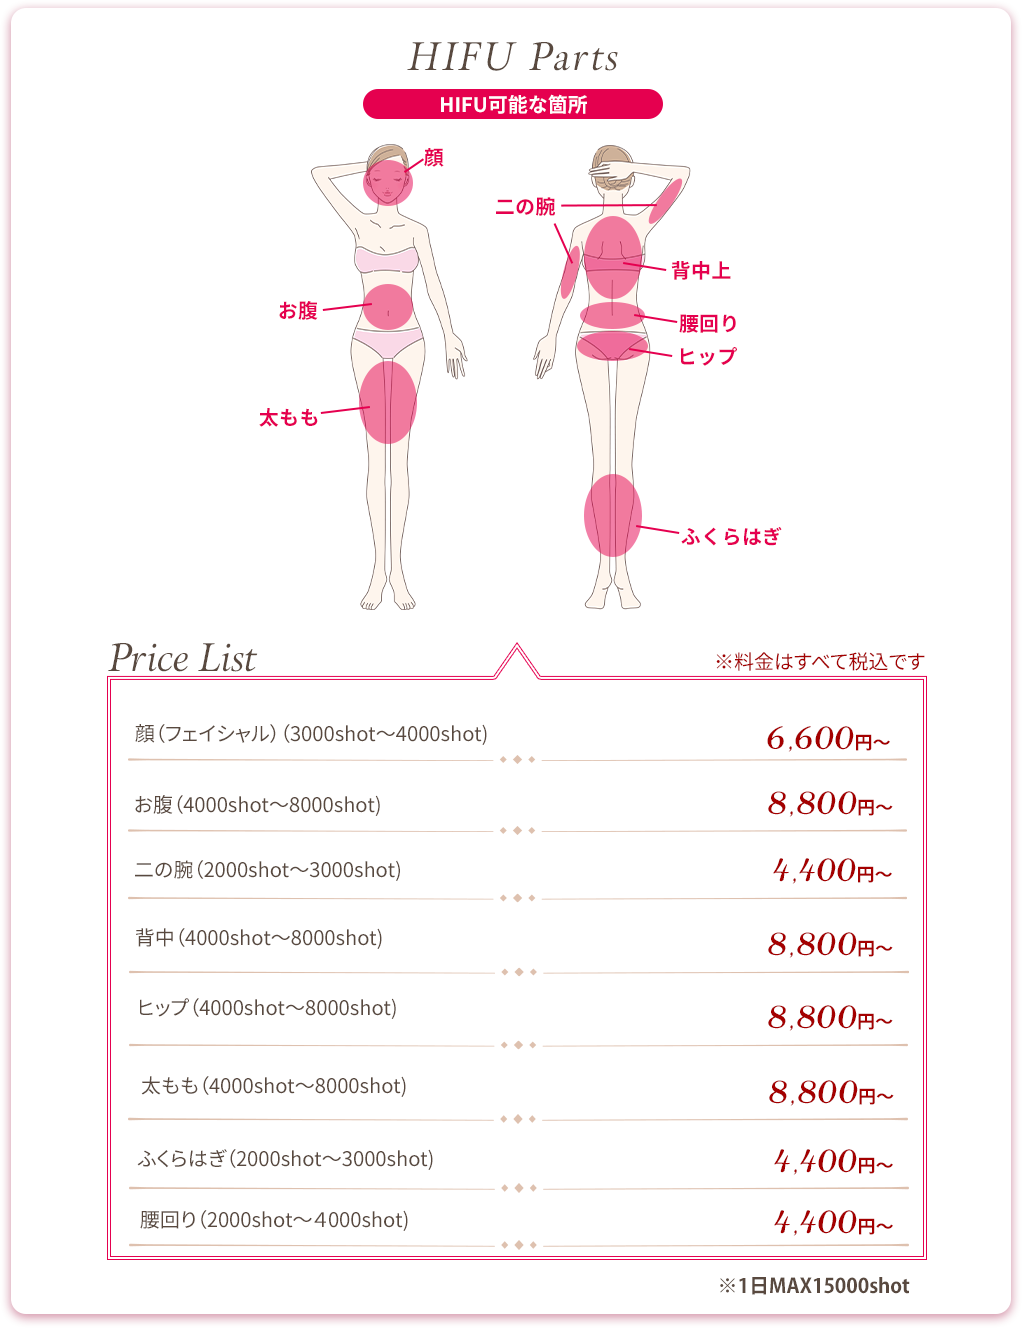 HIFU Parts
HIFU可能な箇所
顔
二の腕
背中上
お腹
腰回り
ヒップ
太もも
ふくらはぎ
Price List
※料金はすべて税込です
顔（フェイシャル）（3000shot～4000shot) 6,600円～
お腹（4000shot～8000shot) 8,800円～
二の腕（2000shot～3000shot) 4,400円～
背中（4000shot～8000shot) 8,800円～
ヒップ（4000shot～8000shot) 8,800円～
太もも（4000shot～8000shot) 8,800円～
ふくらはぎ（2000shot～3000shot) 4,400円～
腰回り（2000shot～４000shot) 4,400円～
※1日MAX15000shot